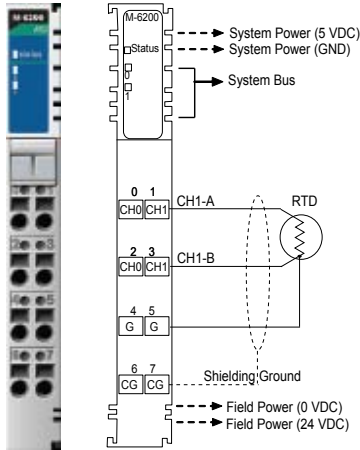 M-6200
M-6200
Status
0
1
System Power (5 VDC)
System Power (GND)
System Bus
0 1
CH0 CH1
CH1-A
RTD
2 3
CH0 CH1
CH1-B
4 5
G G
6 7
CG CG
Shielding Ground
Field Power (0 VDC)
Field Power (24 VDC)